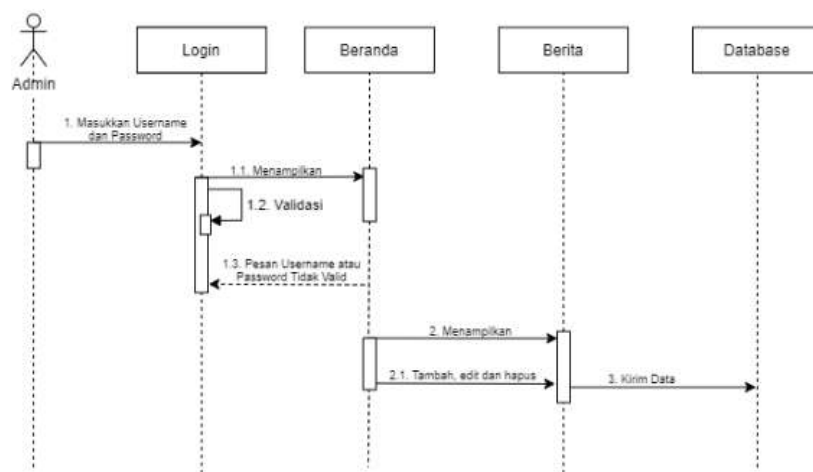 Login
Beranda
Berita
Database
Admin
1. Masukkan Username
dan Password
1.1. Menampilkan
1.2. Validasi
1.3. Pesan Username atau
Password Tidak Valid
2. Menampilkan
2.1. Tambah, edit dan hapus
3. Kirim Data